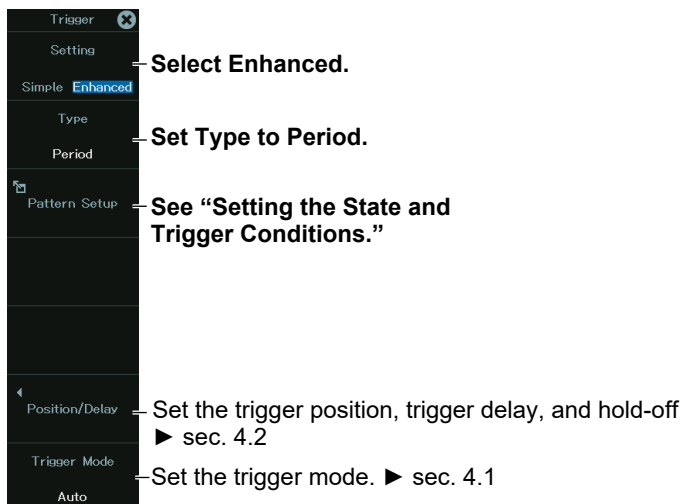 Trigger
Setting
Simple Enhanced
Select Enhanced.
Type
Period
Set Type to Period.
Pattern Setup
See “Setting the State and
Trigger Conditions.”
Position/Delay
Set the trigger position, trigger delay, and hold-off
► sec. 4.2
Trigger Mode
Auto
Set the trigger mode. ► sec. 4.1